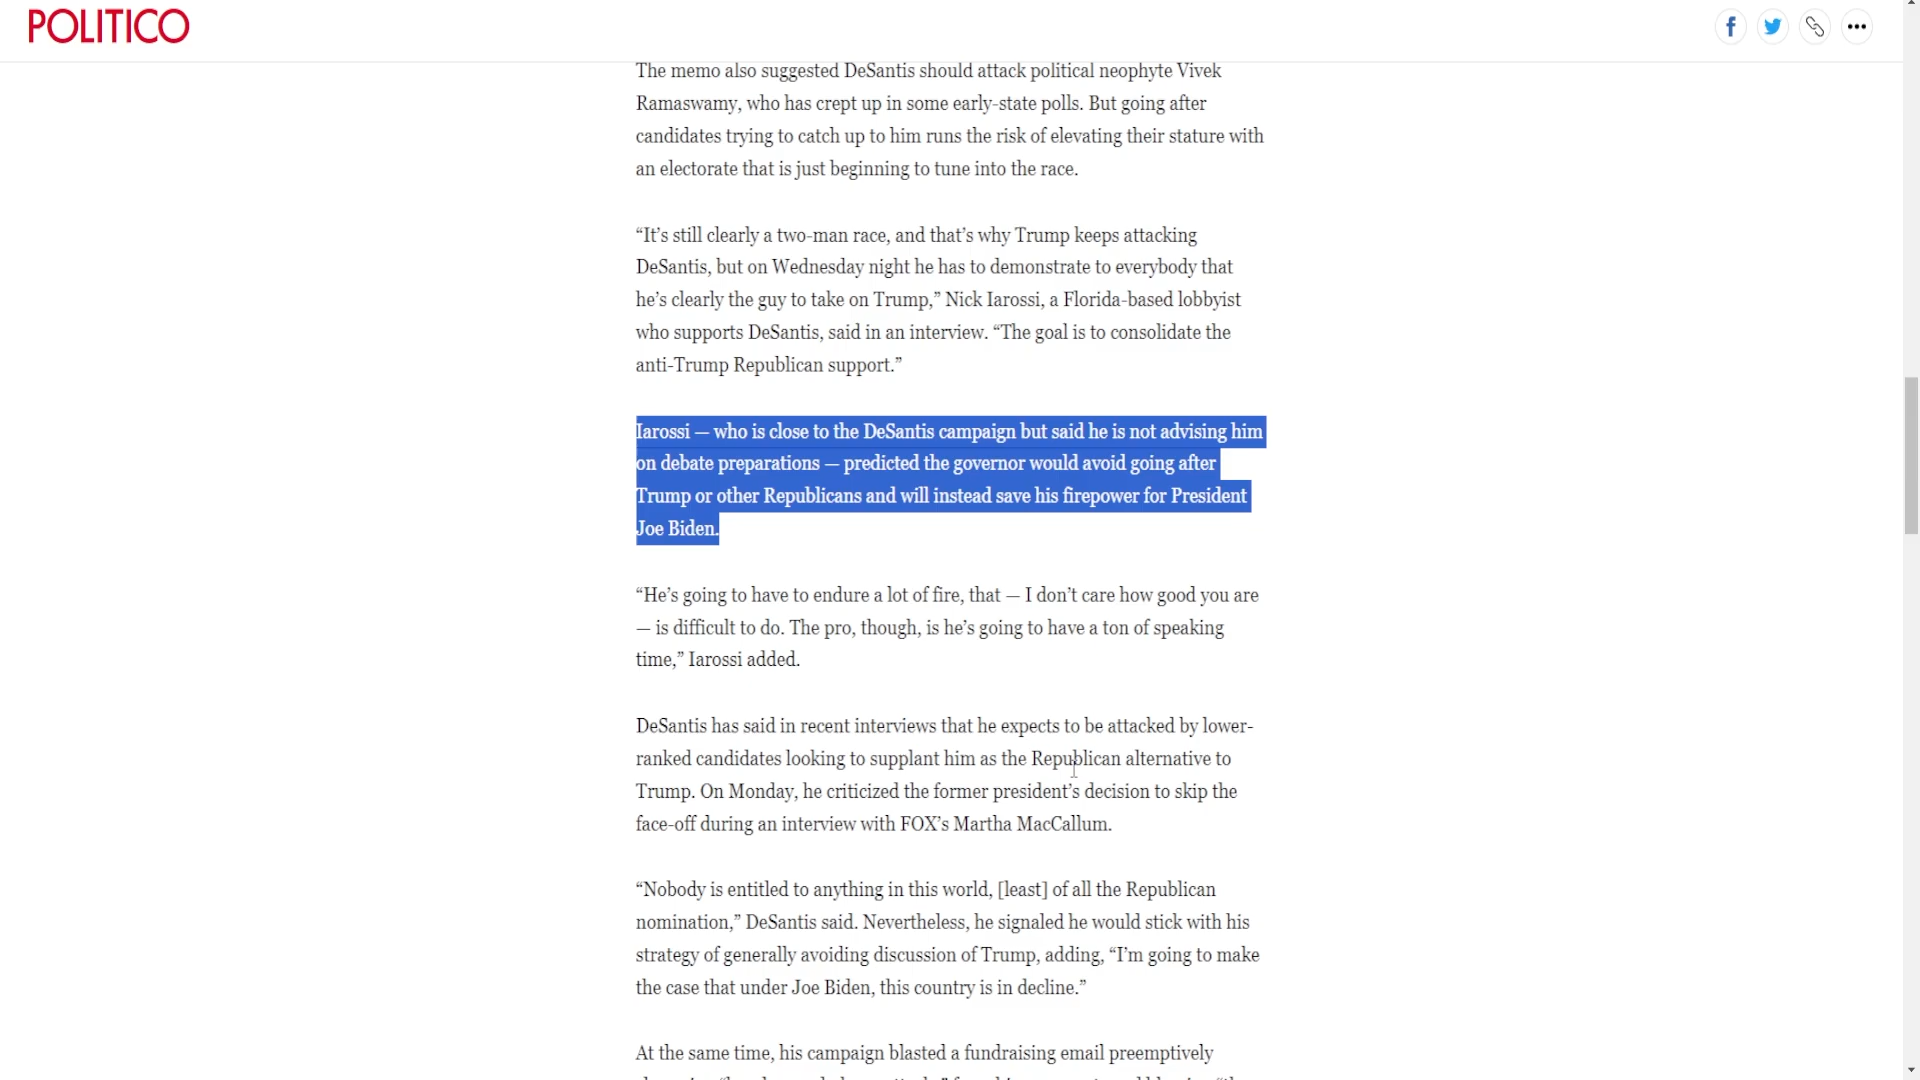 POLITICO
The memo also suggested DeSantis should attack political neophyte Vivek
Ramaswamy, who has crept up in some early-state polls. But going after
candidates trying to catch up to him runs the risk of elevating their stature with
an electorate that is just beginning to tune into the race.
“It’s still clearly a two-man race, and that’s why Trump keeps attacking
DeSantis, but on Wednesday night he has to demonstrate to everybody that
he’s clearly the guy to take on Trump,” Nick Iarossi, a Florida-based lobbyist
who supports DeSantis, said in an interview. “The goal is to consolidate the
anti-Trump Republican support.”
Iarossi — who is close to the DeSantis campaign but said he is not advising him
on debate preparations — predicted the governor would avoid going after
Trump or other Republicans and will instead save his firepower for President
Joe Biden.
“He’s going to have to endure a lot of fire, that — I don’t care how good you are
— is difficult to do. The pro, though, is he’s going to have a ton of speaking
time,” Iarossi added.
DeSantis has said in recent interviews that he expects to be attacked by lower-
ranked candidates looking to supplant him as the Republican alternative to
Trump. On Monday, he criticized the former president’s decision to skip the
face-off during an interview with FOX’s Martha MacCallum.
“Nobody is entitled to anything in this world, [least] of all the Republican
nomination,” DeSantis said. Nevertheless, he signaled he would stick with his
strategy of generally avoiding discussion of Trump, adding, “I’m going to make
the case that under Joe Biden, this country is in decline.”
At the same time, his campaign blasted a fundraising email preemptively